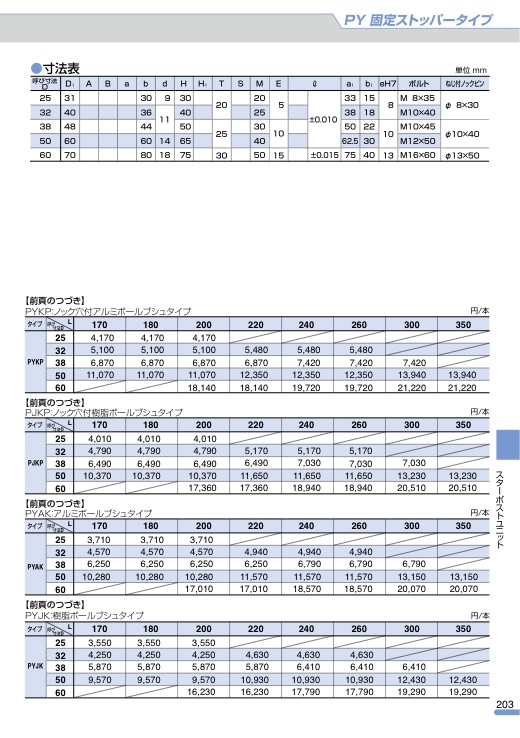 PY 固定ストッパータイプ
●寸法表 単位 mm
呼び寸法D D₁ A B a b d H H₁ T S M E ℓ a₁ b₁ eH7 ボルト ねじ付ノックピン
25 31 30 9 30 20 20 5 ±0.010 33 15 8 M 8×35 φ 8×30
32 40 36 11 40 25 38 18 M10×40
38 48 44 50 25 30 10 50 22 10 M10×45 φ10×40
50 60 60 14 65 40 62.5 30 M12×50
60 70 80 18 75 30 50 15 ±0.015 75 40 13 M16×60 φ13×50
【前頁のつづき】
PYKP:ノック穴付アルミボールブシュタイプ 円/本
タイプ 呼び寸法D L 170 180 200 220 240 260 300 350
PYKP
25 4,170 4,170 4,170
32 5,100 5,100 5,100 5,480 5,480 5,480
38 6,870 6,870 6,870 6,870 7,420 7,420 7,420
50 11,070 11,070 11,070 12,350 12,350 12,350 13,940 13,940
60 18,140 18,140 19,720 19,720 21,220 21,220
【前頁のつづき】
PJKP:ノック穴付樹脂ボールブシュタイプ 円/本
タイプ 呼び寸法D L 170 180 200 220 240 260 300 350
PJKP
25 4,010 4,010 4,010
32 4,790 4,790 4,790 5,170 5,170 5,170
38 6,490 6,490 6,490 6,490 7,030 7,030 7,030
50 10,370 10,370 10,370 11,650 11,650 11,650 13,230 13,230
60 17,360 17,360 18,940 18,940 20,510 20,510
【前頁のつづき】
PYAK:アルミボールブシュタイプ 円/本
タイプ 呼び寸法D L 170 180 200 220 240 260 300 350
PYAK
25 3,710 3,710 3,710
32 4,570 4,570 4,570 4,940 4,940 4,940
38 6,250 6,250 6,250 6,250 6,790 6,790 6,790
50 10,280 10,280 10,280 11,570 11,570 11,570 13,150 13,150
60 17,010 17,010 18,570 18,570 20,070 20,070
【前頁のつづき】
PYJK:樹脂ボールブシュタイプ 円/本
タイプ 呼び寸法D L 170 180 200 220 240 260 300 350
PYJK
25 3,550 3,550 3,550
32 4,250 4,250 4,250 4,630 4,630 4,630
38 5,870 5,870 5,870 5,870 6,410 6,410 6,410
50 9,570 9,570 9,570 10,930 10,930 10,930 12,430 12,430
60 16,230 16,230 17,790 17,790 19,290 19,290
スターポストユニット
203